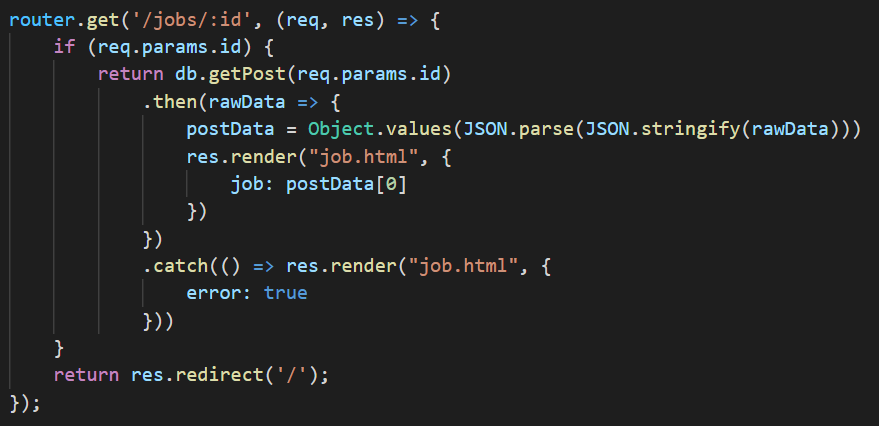 router.get('/jobs/:id', (req, res) => {
    if (req.params.id) {
        return db.getPost(req.params.id)
            .then(rawData => {
                postData = Object.values(JSON.parse(JSON.stringify(rawData)))
                res.render("job.html", {
                    job: postData[0]
                })
            })
            .catch(() => res.render("job.html", {
                error: true
            }))
    }
    return res.redirect('/');
});